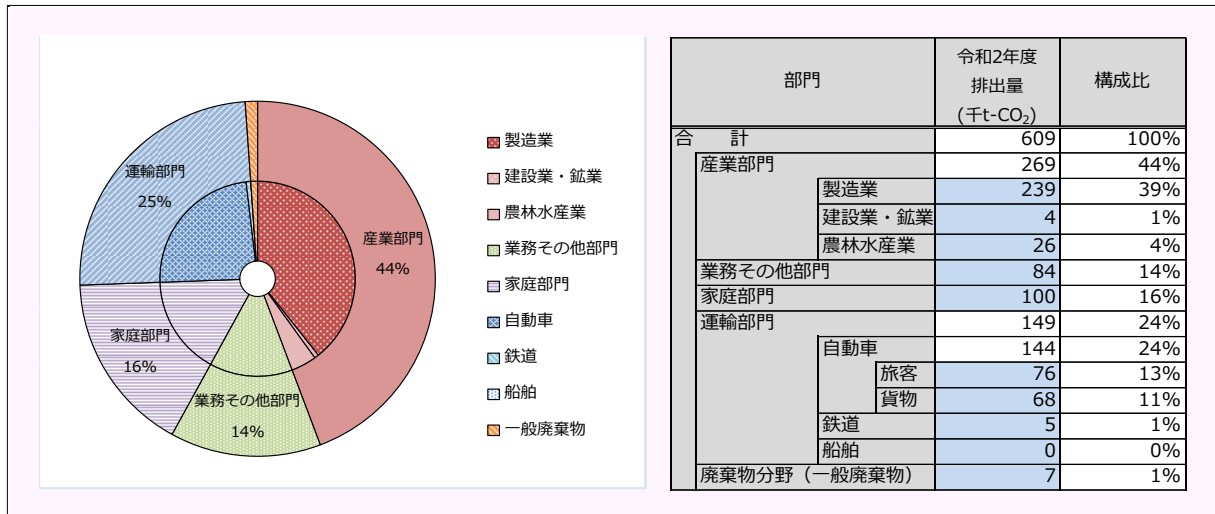 運輸部門
25%
産業部門
44%
家庭部門
16%
業務その他部門
14%
製造業
建設業・鉱業
農林水産業
業務その他部門
家庭部門
自動車
鉄道
船舶
一般廃棄物
部門 令和2年度 排出量 (千t-CO₂) 構成比
合 計 609 100%
産業部門 269 44%
製造業 239 39%
建設業・鉱業 4 1%
農林水産業 26 4%
業務その他部門 84 14%
家庭部門 100 16%
運輸部門 149 24%
自動車 144 24%
旅客 76 13%
貨物 68 11%
鉄道 5 1%
船舶 0 0%
廃棄物分野（一般廃棄物） 7 1%